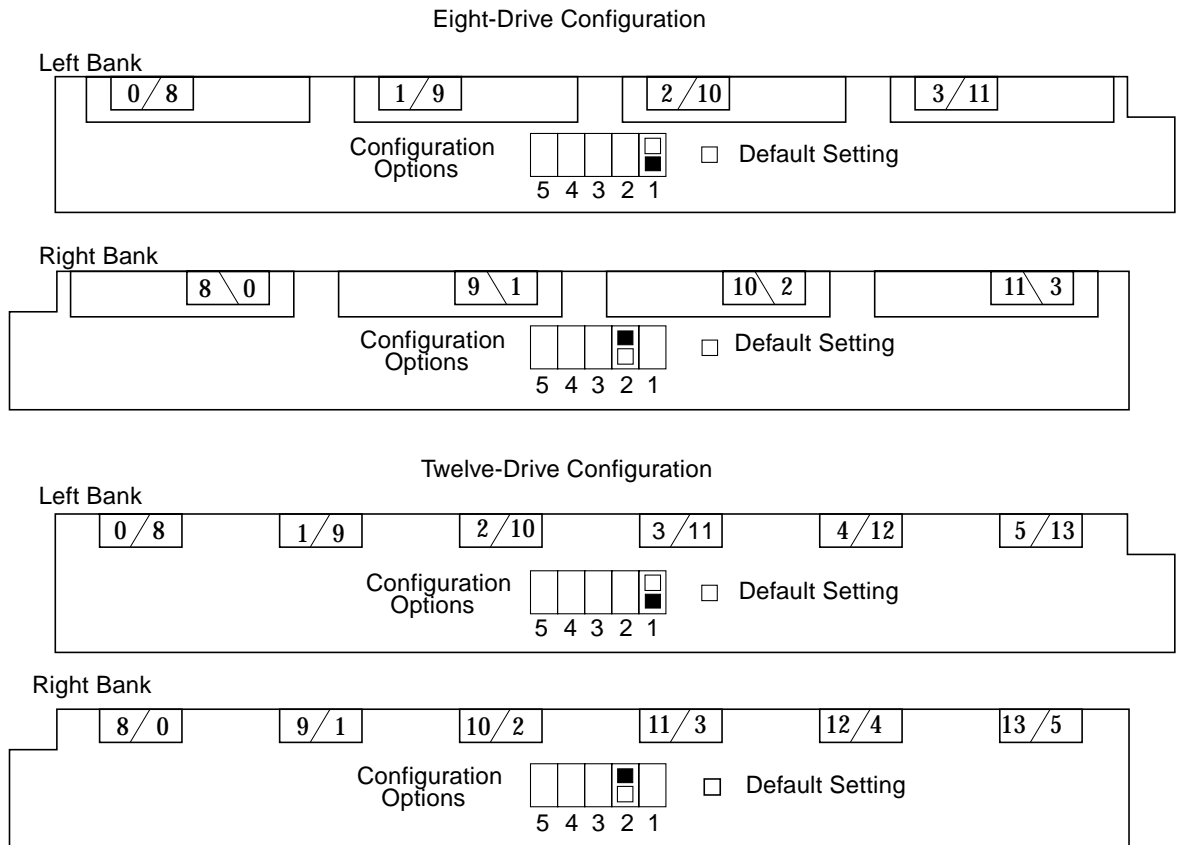 Eight-Drive Configuration
Left Bank
0/8 1/9 2/10 3/11
Configuration Options
Default Setting
5 4 3 2 1
Right Bank
8\0 9\1 10\2 11\3
Configuration Options
Default Setting
5 4 3 2 1
Twelve-Drive Configuration
Left Bank
0/8 1/9 2/10 3/11 4/12 5/13
Configuration Options
Default Setting
5 4 3 2 1
Right Bank
8/0 9/1 10/2 11/3 12/4 13/5
Configuration Options
Default Setting
5 4 3 2 1